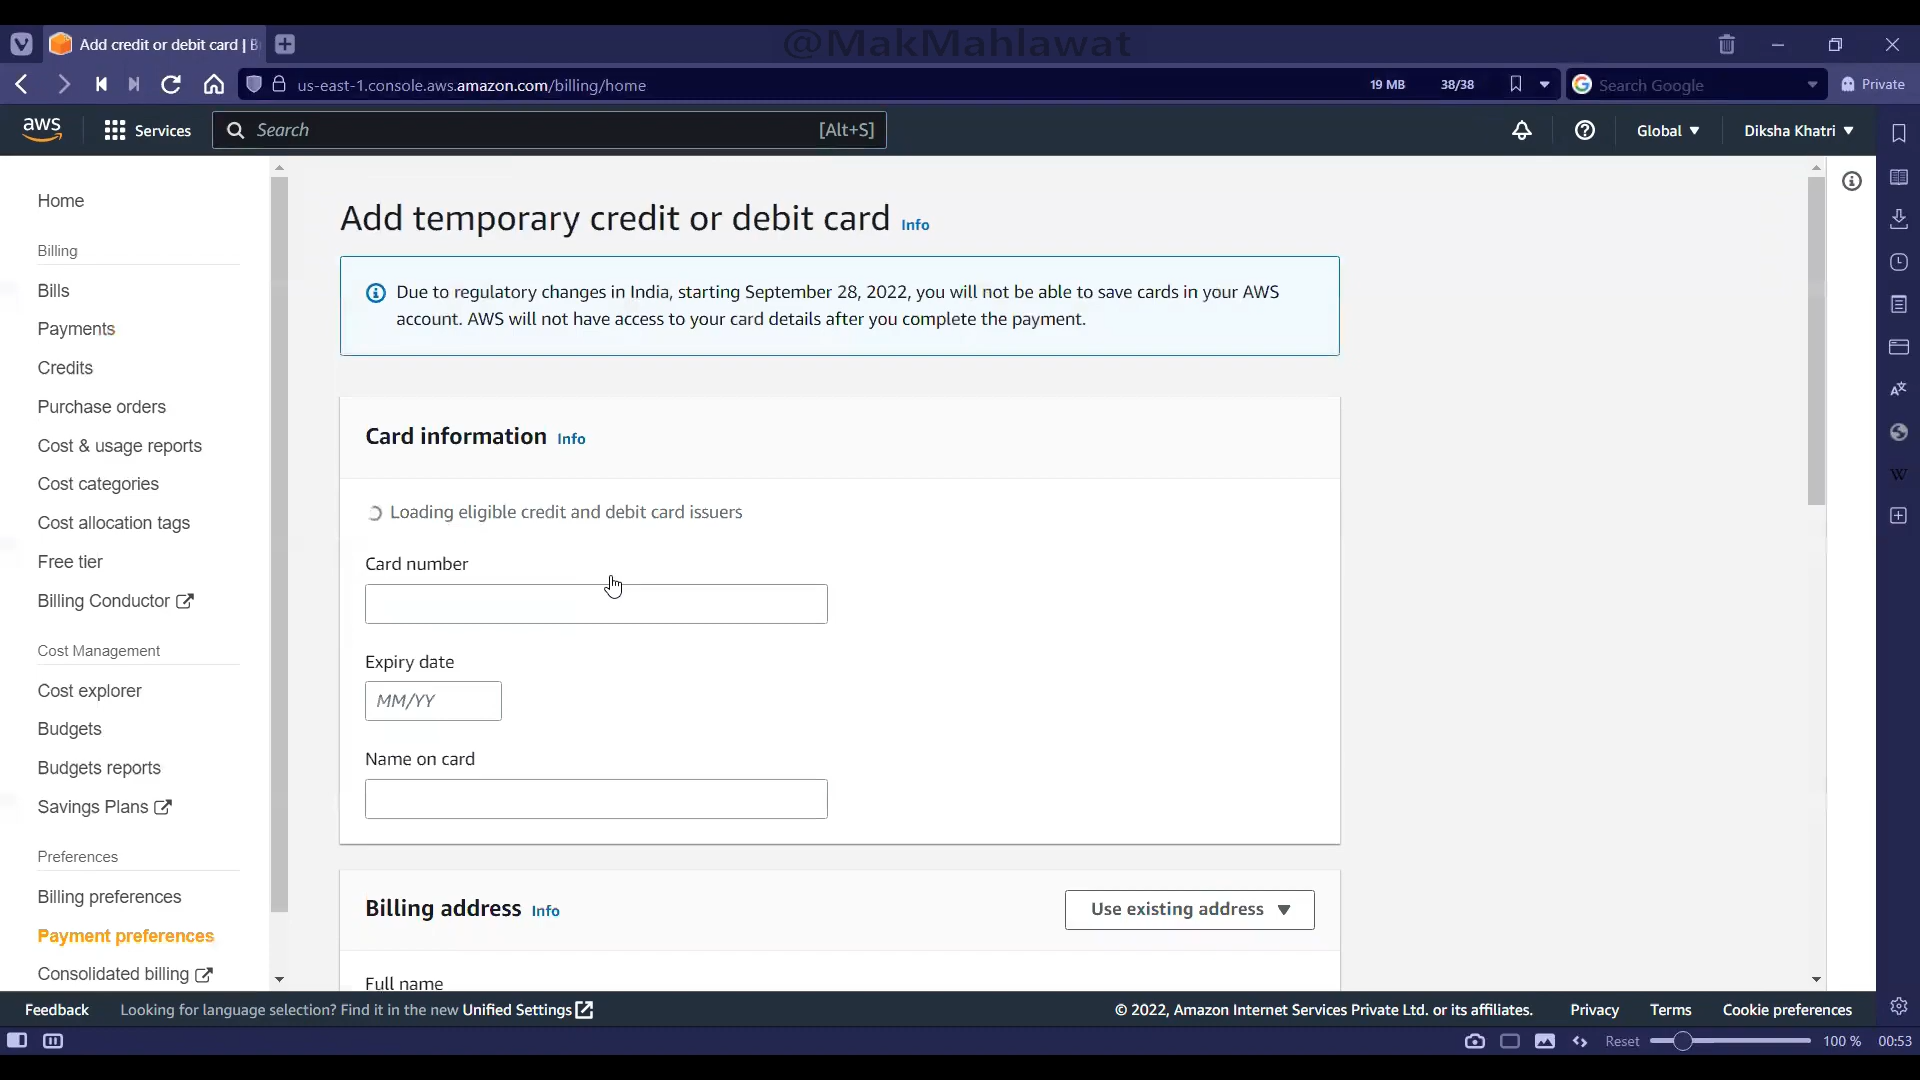 @MakMahlawat
Add credit or debit card | B
us-east-1.console.aws.amazon.com/billing/home
19 MB
38/38
Search Google
Private
aws
Services
Search
[Alt+S]
Global
Diksha Khatri
Home
Billing
Bills
Payments
Credits
Purchase orders
Cost & usage reports
Cost categories
Cost allocation tags
Free tier
Billing Conductor
Cost Management
Cost explorer
Budgets
Budgets reports
Savings Plans
Preferences
Billing preferences
Payment preferences
Consolidated billing
Add temporary credit or debit card Info
Due to regulatory changes in India, starting September 28, 2022, you will not be able to save cards in your AWS
account. AWS will not have access to your card details after you complete the payment.
Card information Info
Loading eligible credit and debit card issuers
Card number
Expiry date
MM/YY
Name on card
Billing address Info
Use existing address
Full name
Feedback
Looking for language selection? Find it in the new Unified Settings
© 2022, Amazon Internet Services Private Ltd. or its affiliates.
Privacy
Terms
Cookie preferences
Reset
100 %
00:53